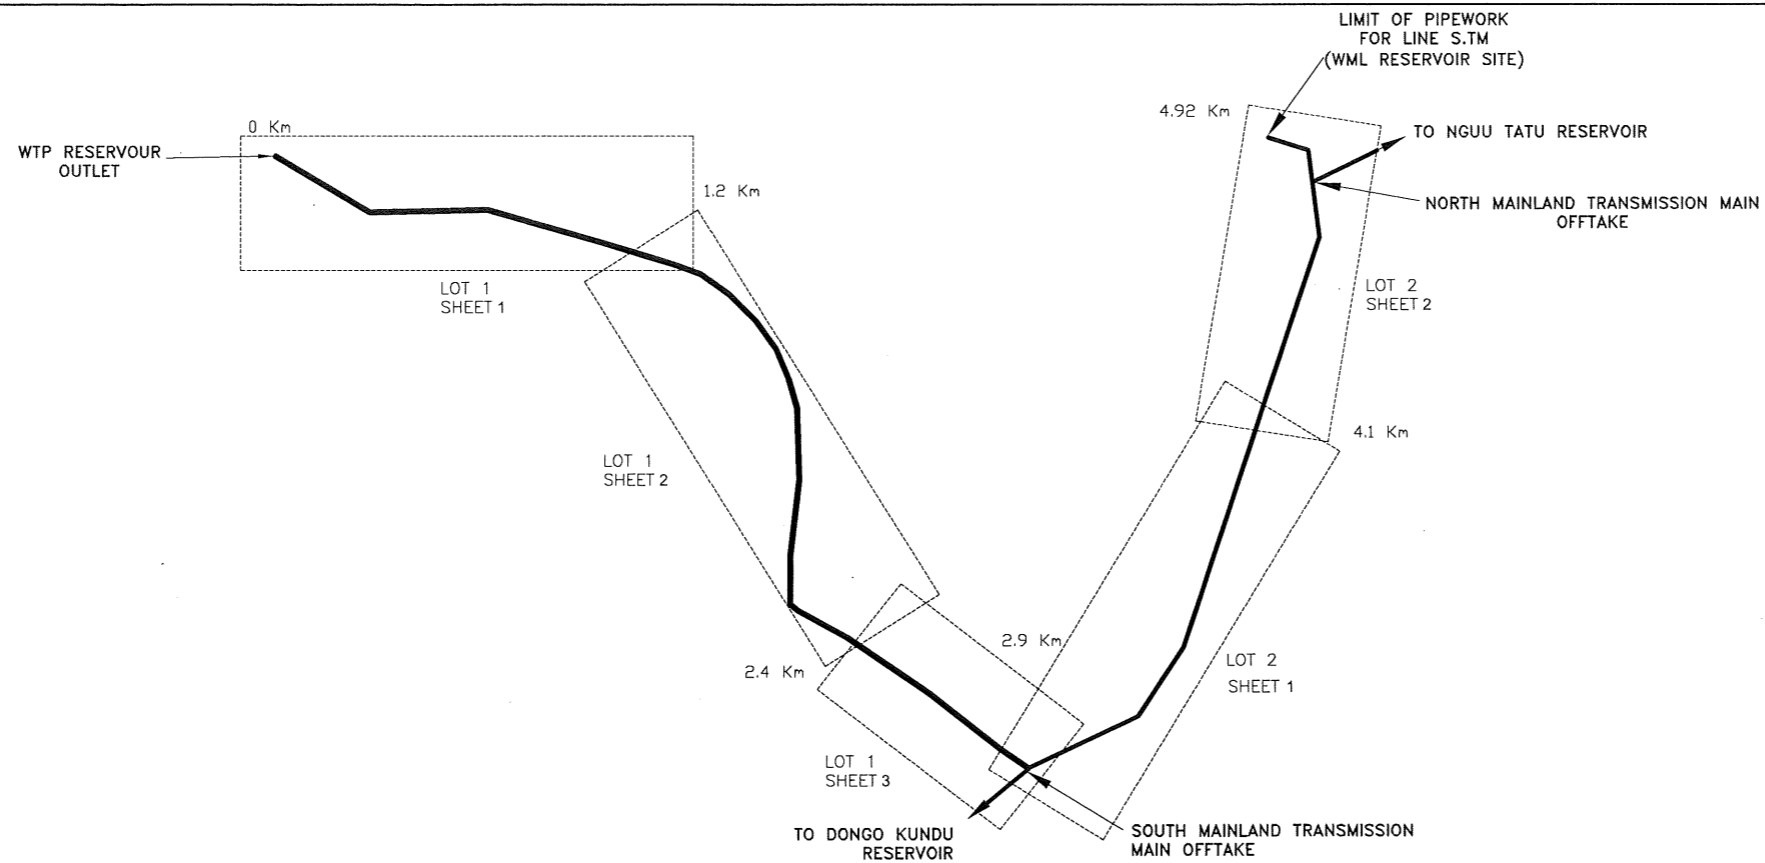 LIMIT OF PIPEWORK
FOR LINE S.TM
(WML RESERVOIR SITE)
4.92 Km
TO NGUU TATU RESERVOIR
0 Km
WTP RESERVOUR
OUTLET
1.2 Km
NORTH MAINLAND TRANSMISSION MAIN
OFFTAKE
LOT 1
SHEET 1
LOT 2
SHEET 2
4.1 Km
LOT 1
SHEET 2
2.9 Km
2.4 Km
LOT 2
SHEET 1
LOT 1
SHEET 3
TO DONGO KUNDU
RESERVOIR
SOUTH MAINLAND TRANSMISSION
MAIN OFFTAKE